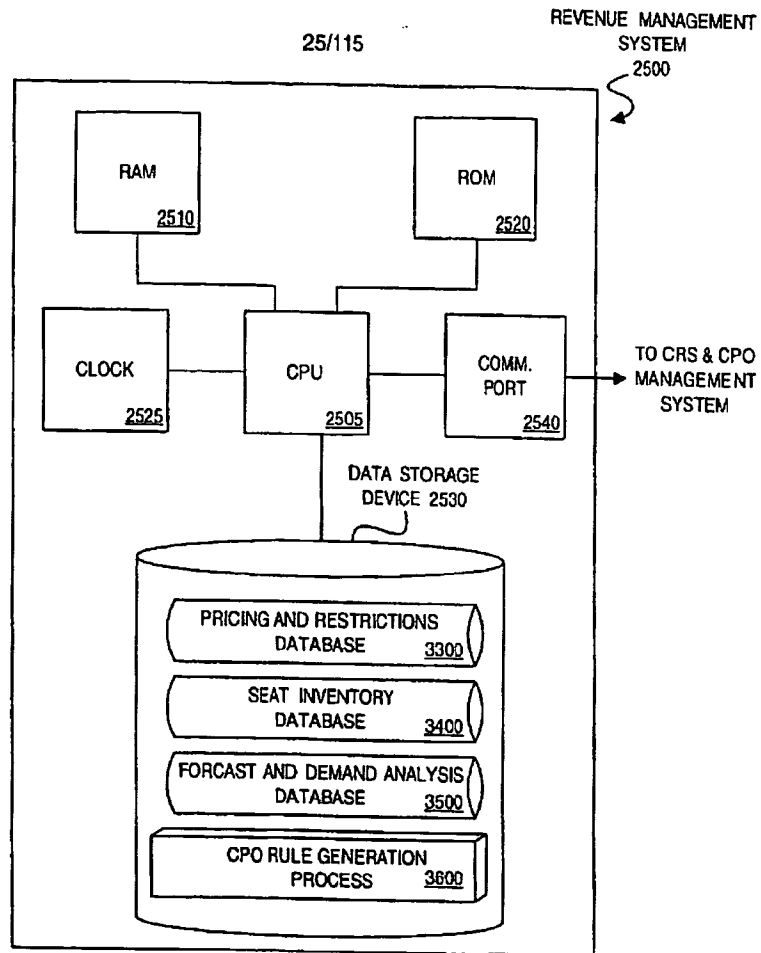 25/115
REVENUE MANAGEMENT
SYSTEM
2500
RAM
2510
ROM
2520
CLOCK
2525
CPU
2505
COMM.
PORT
2540
TO CRS & CPO
MANAGEMENT
SYSTEM
DATA STORAGE
DEVICE 2530
PRICING AND RESTRICTIONS
DATABASE 3300
SEAT INVENTORY
DATABASE 3400
FORCAST AND DEMAND ANALYSIS
DATABASE 3500
CPO RULE GENERATION
PROCESS 3600